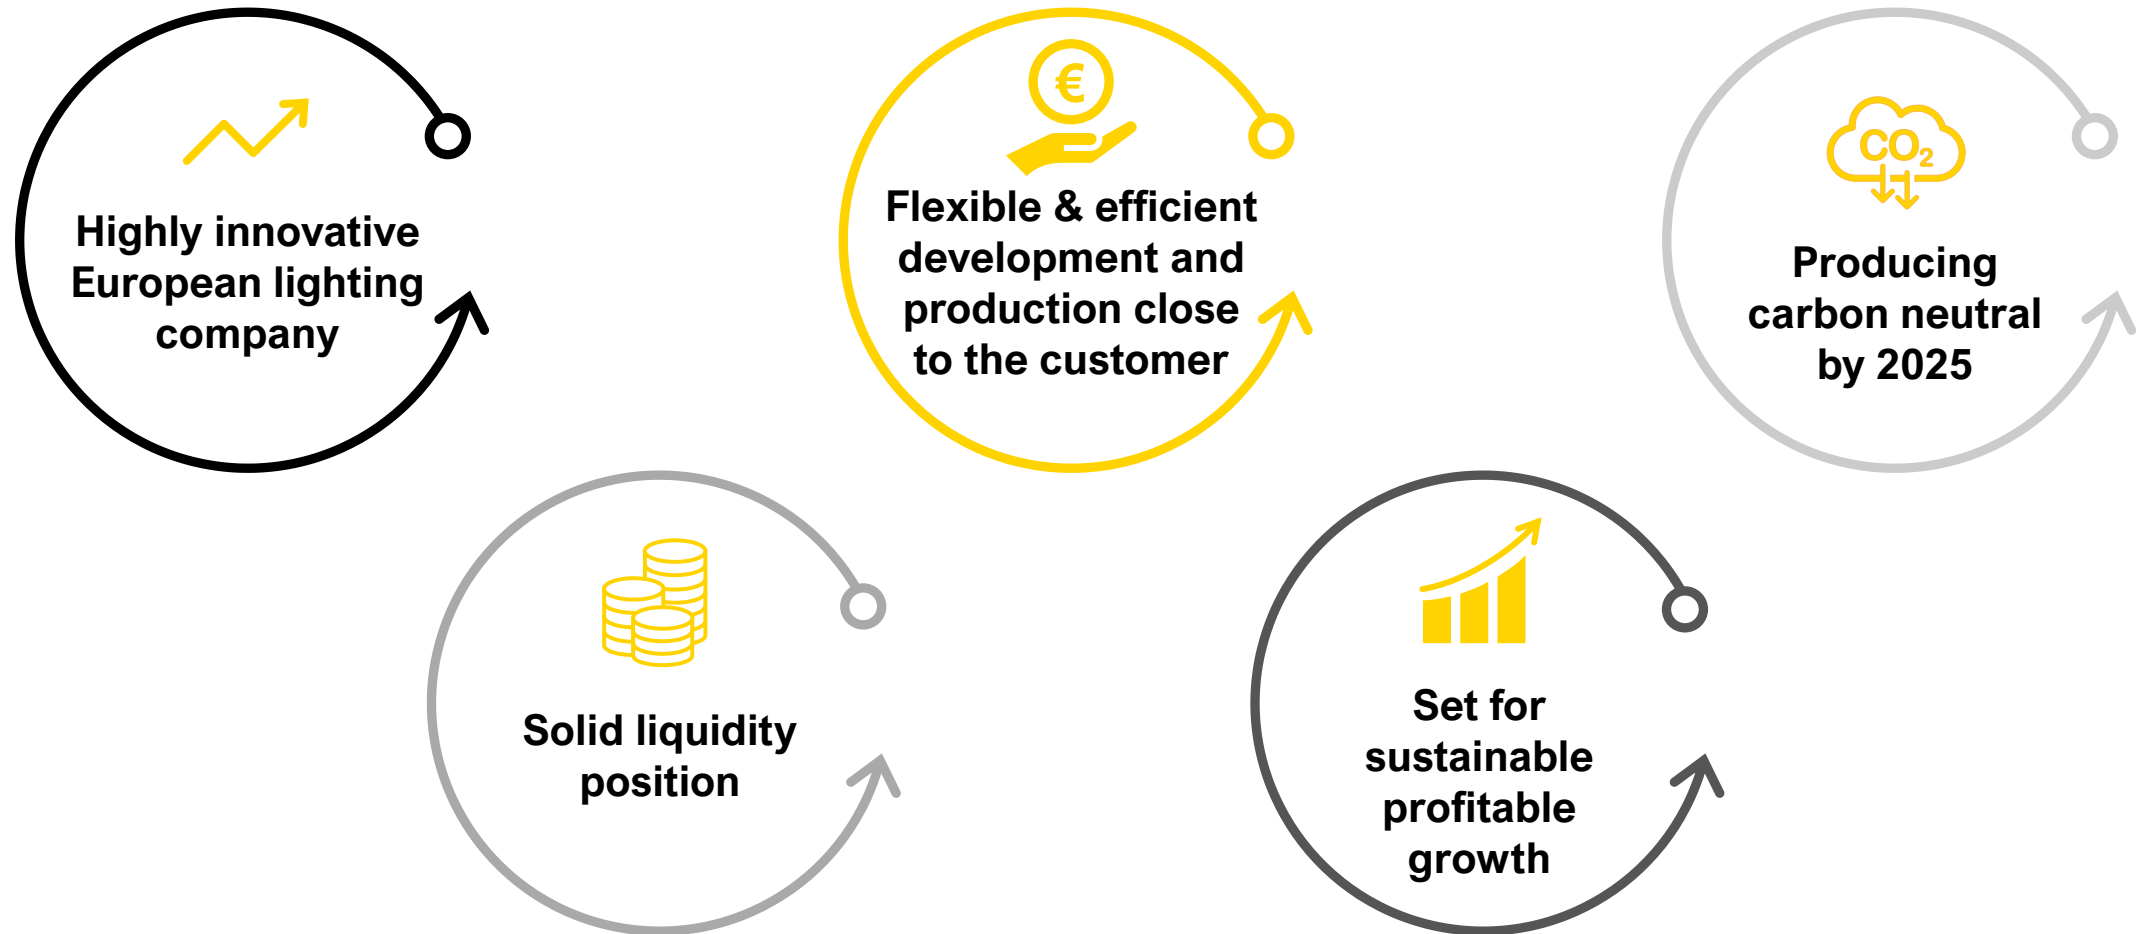 Highly innovative
European lighting
company
€
Flexible & efficient
development and
production close
to the customer
CO₂
Producing
carbon neutral
by 2025
Solid liquidity
position
Set for
sustainable
profitable
growth